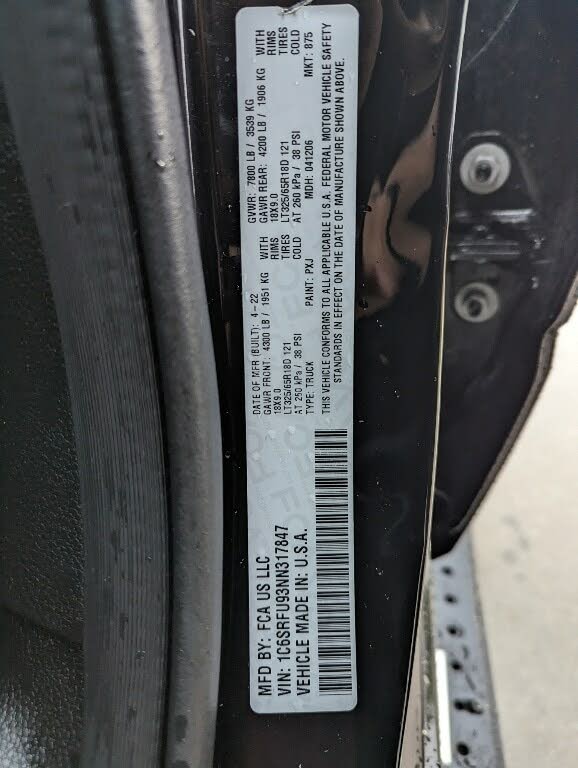 MFD BY: FCA US LLC
VIN: 1C6SRFU93NN317847
VEHICLE MADE IN: U.S.A.
DATE OF MFR (BUILT): 4-22 GVWR: 7800 LB / 3539 KG
GAWR FRONT: 4300 LB / 1951 KG WITH GAWR REAR: 4200 LB / 1906 KG WITH
18X9.0 RIMS 18X9.0 RIMS
LT325/65R18D 121 TIRES LT325/65R18D 121 TIRES
AT 250 kPa / 38 PSI COLD AT 260 kPa / 38 PSI COLD
TYPE: TRUCK PAINT: PXJ MDH: 041206 MKT: 875
THIS VEHICLE CONFORMS TO ALL APPLICABLE U.S.A. FEDERAL MOTOR VEHICLE SAFETY
STANDARDS IN EFFECT ON THE DATE OF MANUFACTURE SHOWN ABOVE.